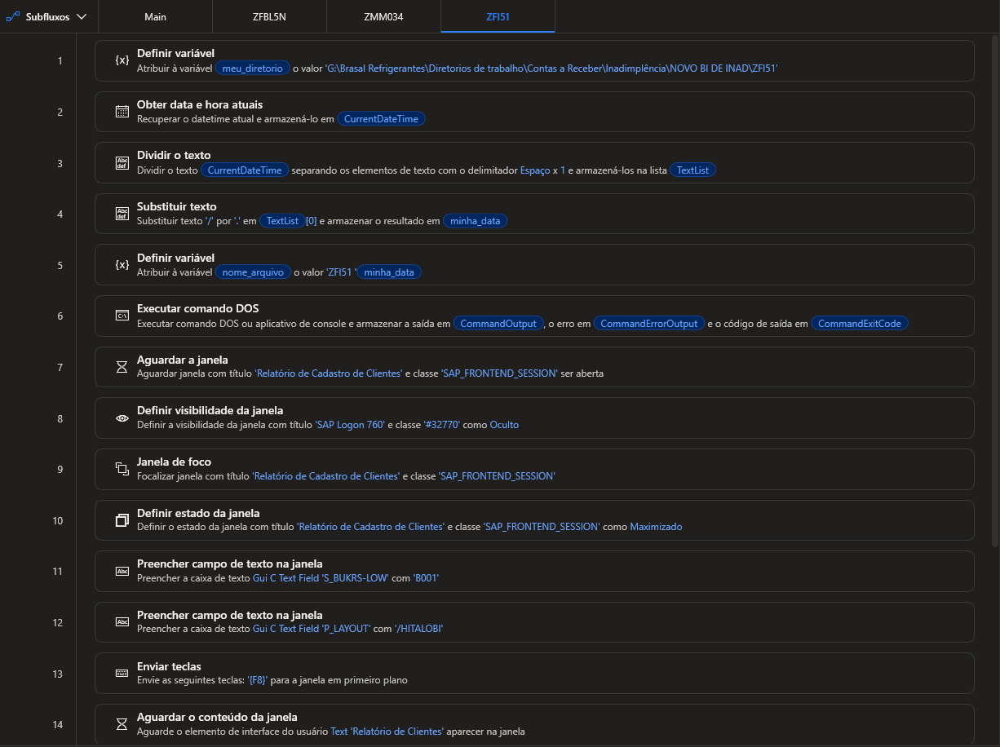 Subfluxos Main ZFBL5N ZMM034 ZFI51
1 {x} Definir variável
Atribuir à variável meu_diretorio o valor 'G:\Brasal Refrigerantes\Diretorios de trabalho\Contas a Receber\Inadimplência\NOVO BI DE INAD\ZFI51'
2 Obter data e hora atuais
Recuperar o datetime atual e armazená-lo em CurrentDateTime
3 Abc def Dividir o texto
Dividir o texto CurrentDateTime separando os elementos de texto com o delimitador Espaço x 1 e armazená-los na lista TextList
4 Abc def Substituir texto
Substituir texto '/' por '.' em TextList [0] e armazenar o resultado em minha_data
5 {x} Definir variável
Atribuir à variável nome_arquivo o valor 'ZFI51 ' minha_data
6 C:\ Executar comando DOS
Executar comando DOS ou aplicativo de console e armazenar a saída em CommandOutput , o erro em CommandErrorOutput e o código de saída em CommandExitCode
7 Aguardar a janela
Aguardar janela com título 'Relatório de Cadastro de Clientes' e classe 'SAP_FRONTEND_SESSION' ser aberta
8 Definir visibilidade da janela
Definir a visibilidade da janela com título 'SAP Logon 760' e classe '#32770' como Oculto
9 Janela de foco
Focalizar janela com título 'Relatório de Cadastro de Clientes' e classe 'SAP_FRONTEND_SESSION'
10 Definir estado da janela
Definir o estado da janela com título 'Relatório de Cadastro de Clientes' e classe 'SAP_FRONTEND_SESSION' como Maximizado
11 Abc Preencher campo de texto na janela
Preencher a caixa de texto Gui C Text Field 'S_BUKRS-LOW' com 'B001'
12 Abc Preencher campo de texto na janela
Preencher a caixa de texto Gui C Text Field 'P_LAYOUT' com '/HITALOBI'
13 Enviar teclas
Envie as seguintes teclas: '{F8}' para a janela em primeiro plano
14 Aguardar o conteúdo da janela
Aguarde o elemento de interface do usuário Text 'Relatório de Clientes' aparecer na janela